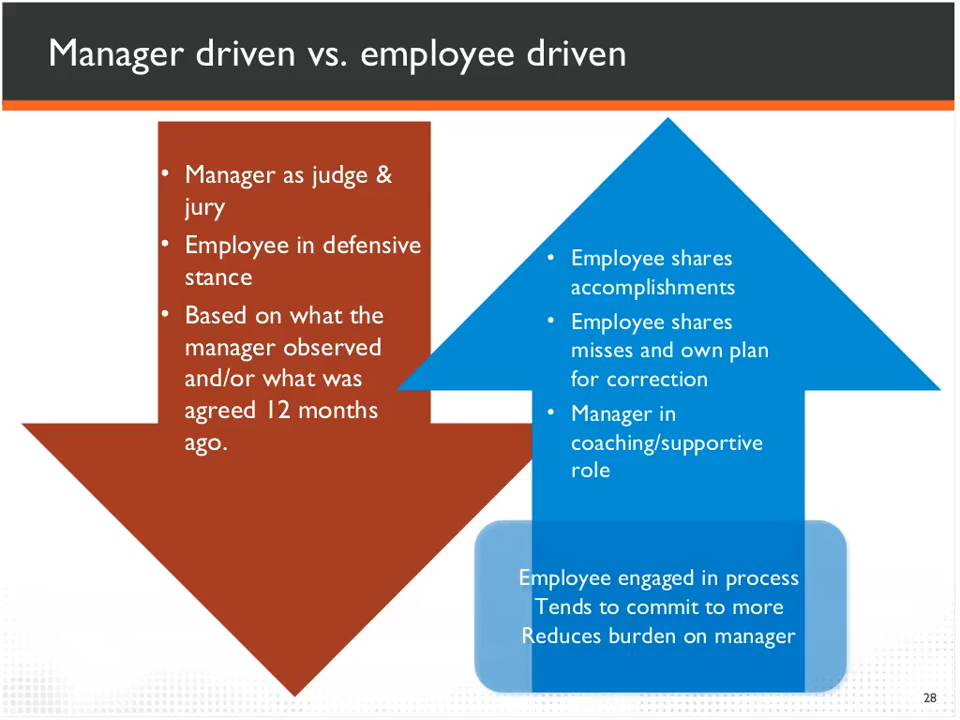 Manager driven vs. employee driven
• Manager as judge &
jury
• Employee in defensive
stance
• Based on what the
manager observed
and/or what was
agreed 12 months
ago.
• Employee shares
accomplishments
• Employee shares
misses and own plan
for correction
• Manager in
coaching/supportive
role
Employee engaged in process
Tends to commit to more
Reduces burden on manager
28